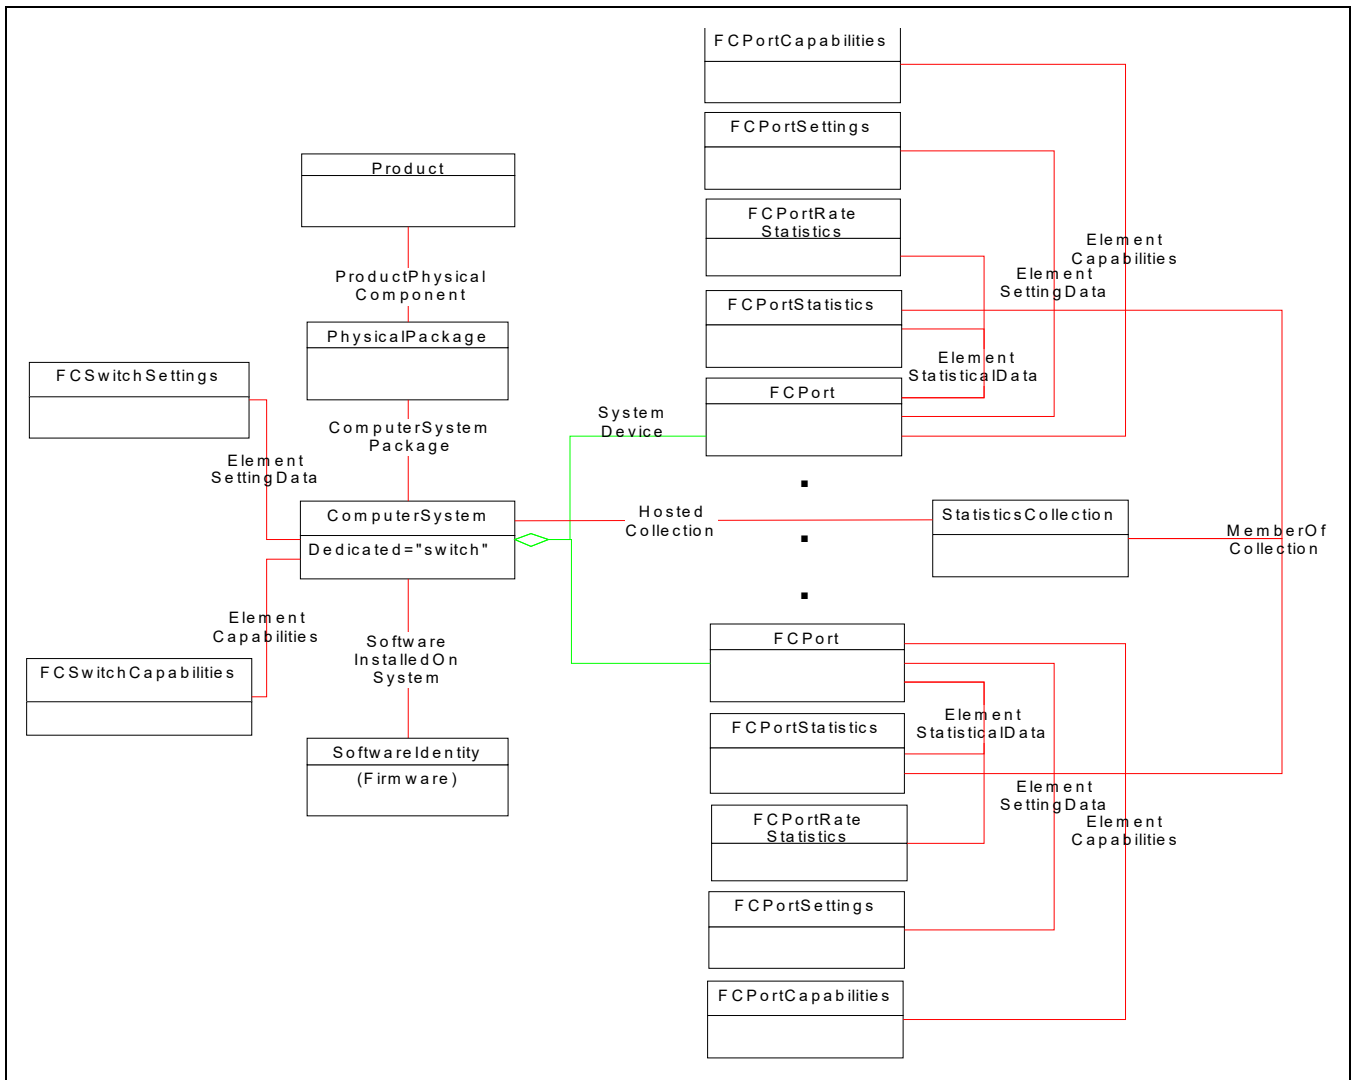 FCPortCapabilities
FCPortSettings
Product
FCPortRate
Statistics
Element
Capabilities
ProductPhysical
Component
Element
SettingData
FCPortStatistics
PhysicalPackage
Element
StatisticalData
FCSwitchSettings
FCPort
System
Device
ComputerSystem
Package
Element
SettingData
ComputerSystem
Dedicated="switch"
Hosted
Collection
StatisticsCollection
MemberOf
Collection
Element
Capabilities
Software
InstalledOn
System
FCPort
FCSwitchCapabilities
Element
StatisticalData
FCPortStatistics
SoftwareIdentity
(Firmware)
Element
SettingData
FCPortRate
Statistics
Element
Capabilities
FCPortSettings
FCPortCapabilities